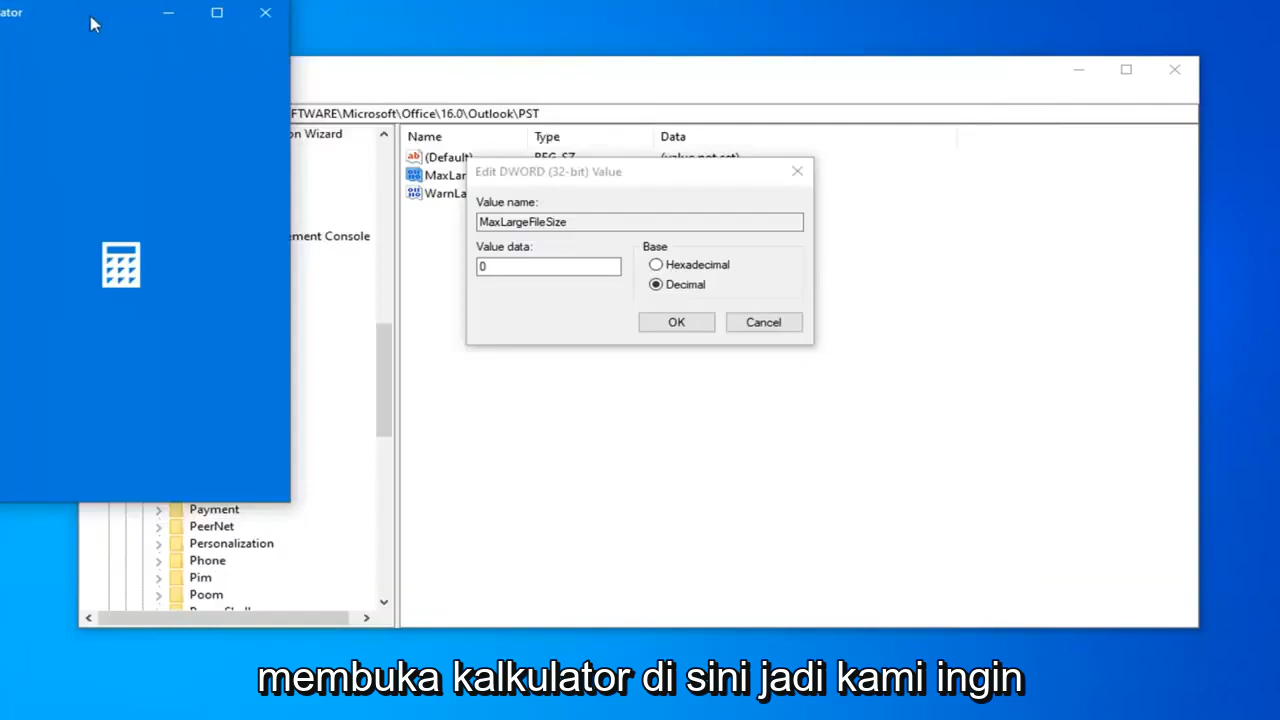 ator
FTWARE\Microsoft\Office\16.0\Outlook\PST
on Wizard
ement Console
Payment
PeerNet
Personalization
Phone
Pim
Poom
Name Type Data
(Default)
MaxLar
WarnLa
Edit DWORD (32-bit) Value
Value name:
MaxLargeFileSize
Value data:
0
Base
Hexadecimal
Decimal
OK Cancel
membuka kalkulator di sini jadi kami ingin